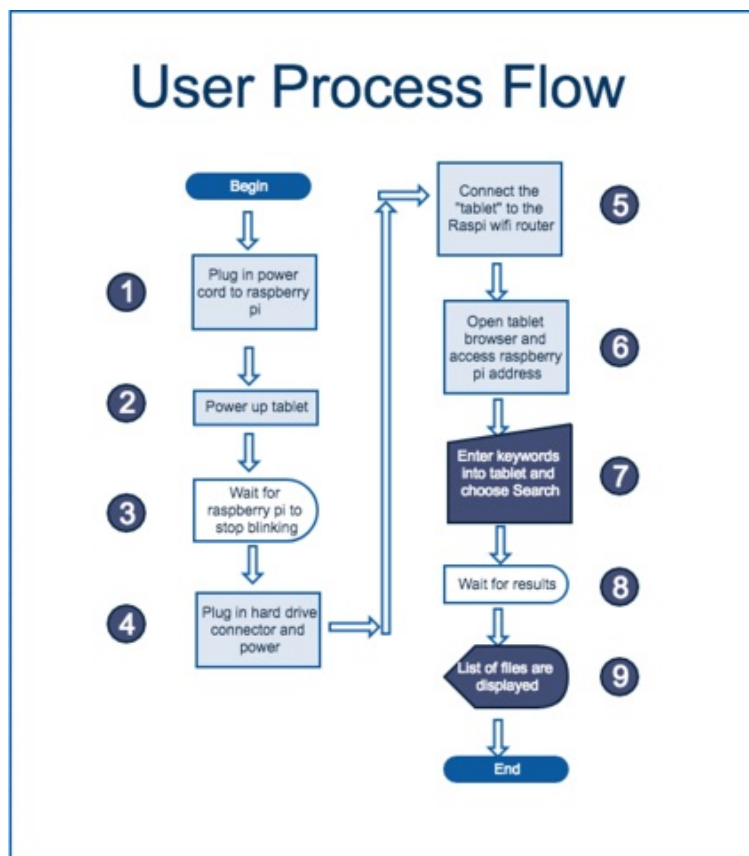 User Process Flow
Begin
1
Plug in power
cord to raspberry
pi
2
Power up tablet
3
Wait for
raspberry pi to
stop blinking
4
Plug in hard drive
connector and
power
5
Connect the
"tablet" to the
Raspi wifi router
6
Open tablet
browser and
access raspberry
pi address
7
Enter keywords
into tablet and
choose Search
8
Wait for results
9
List of files are
displayed
End